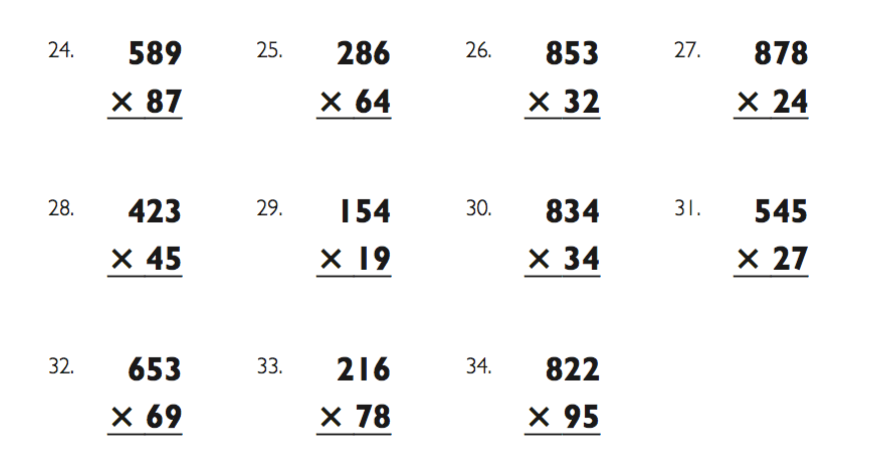 24. 589 25. 286 26. 853 27. 878
× 87 × 64 × 32 × 24
28. 423 29. 154 30. 834 31. 545
× 45 × 19 × 34 × 27
32. 653 33. 216 34. 822
× 69 × 78 × 95